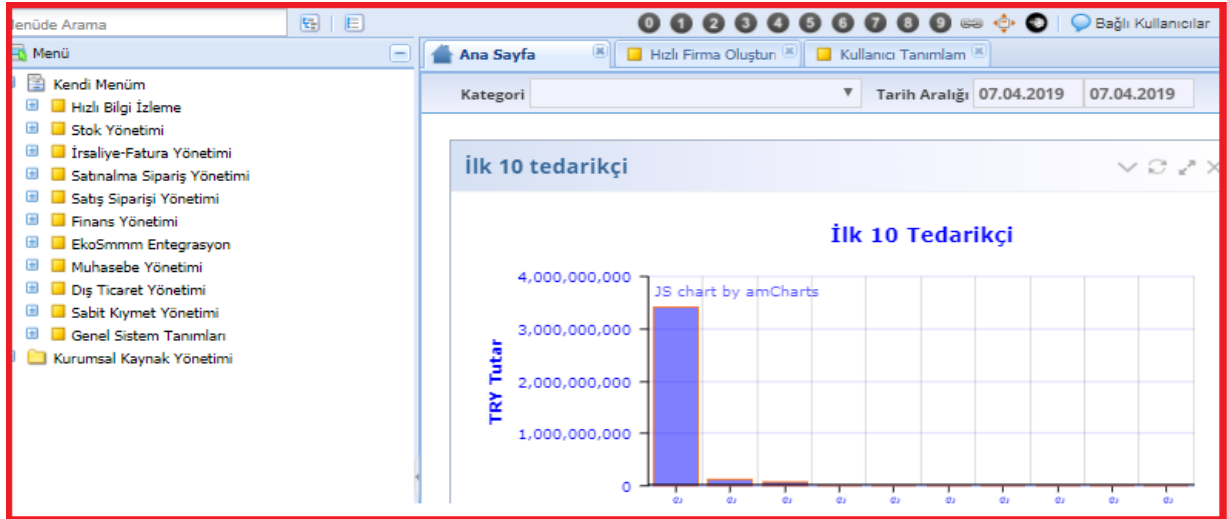 enüde Arama
0 1 2 3 4 5 6 7 8 9 Bağlı Kullanıcılar
Menü
Kendi Menüm
Hızlı Bilgi İzleme
Stok Yönetimi
İrsaliye-Fatura Yönetimi
Satınalma Sipariş Yönetimi
Satış Siparişi Yönetimi
Finans Yönetimi
EkoSmmm Entegrasyon
Muhasebe Yönetimi
Dış Ticaret Yönetimi
Sabit Kıymet Yönetimi
Genel Sistem Tanımları
Kurumsal Kaynak Yönetimi
Ana Sayfa
Hızlı Firma Oluştur
Kullanıcı Tanımlam
Kategori
Tarih Aralığı 07.04.2019 07.04.2019
İlk 10 tedarikçi
İlk 10 Tedarikçi
JS chart by amCharts
TRY Tutar
4,000,000,000
3,000,000,000
2,000,000,000
1,000,000,000
0